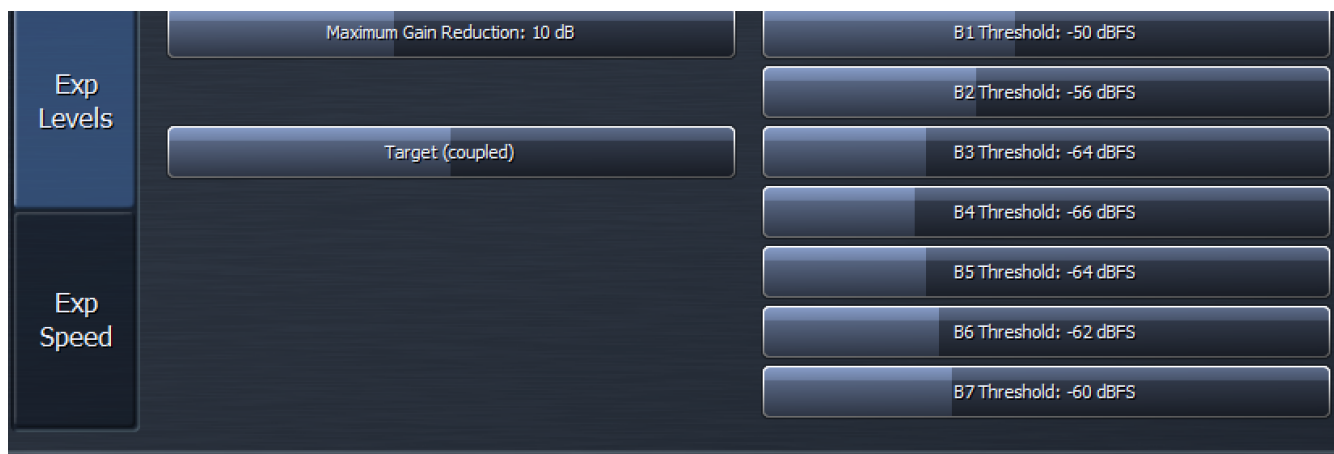 Exp
Levels
Exp
Speed
Maximum Gain Reduction: 10 dB
Target (coupled)
B1 Threshold: -50 dBFS
B2 Threshold: -56 dBFS
B3 Threshold: -64 dBFS
B4 Threshold: -66 dBFS
B5 Threshold: -64 dBFS
B6 Threshold: -62 dBFS
B7 Threshold: -60 dBFS